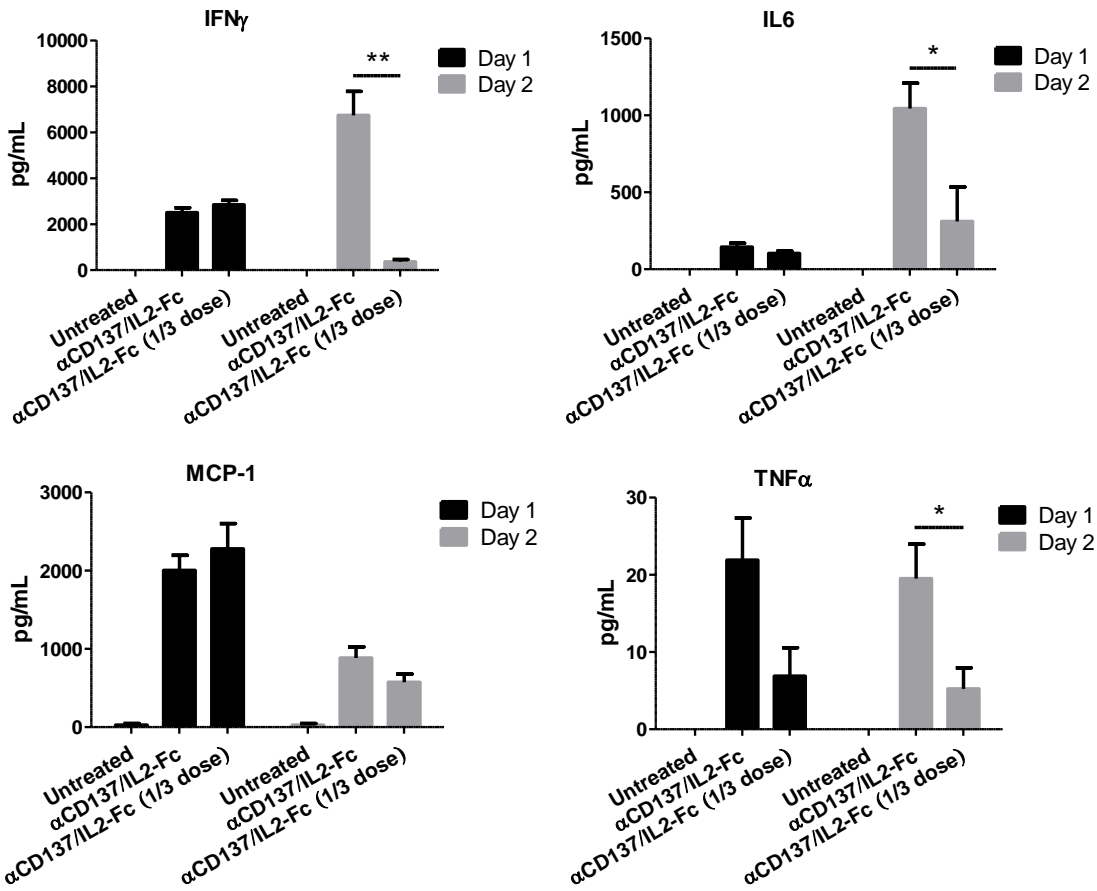 IFNγ
10000
8000
6000
4000
2000
0
pg/mL
**
Day 1
Day 2
Untreated
αCD137/IL2-Fc
αCD137/IL2-Fc (1/3 dose)
Untreated
αCD137/IL2-Fc
αCD137/IL2-Fc (1/3 dose)
IL6
1500
1000
500
0
pg/mL
*
Day 1
Day 2
Untreated
αCD137/IL2-Fc
αCD137/IL2-Fc (1/3 dose)
Untreated
αCD137/IL2-Fc
αCD137/IL2-Fc (1/3 dose)
MCP-1
3000
2000
1000
0
pg/mL
Day 1
Day 2
Untreated
αCD137/IL2-Fc
αCD137/IL2-Fc (1/3 dose)
Untreated
αCD137/IL2-Fc
αCD137/IL2-Fc (1/3 dose)
TNFα
30
20
10
0
pg/mL
*
Day 1
Day 2
Untreated
αCD137/IL2-Fc
αCD137/IL2-Fc (1/3 dose)
Untreated
αCD137/IL2-Fc
αCD137/IL2-Fc (1/3 dose)